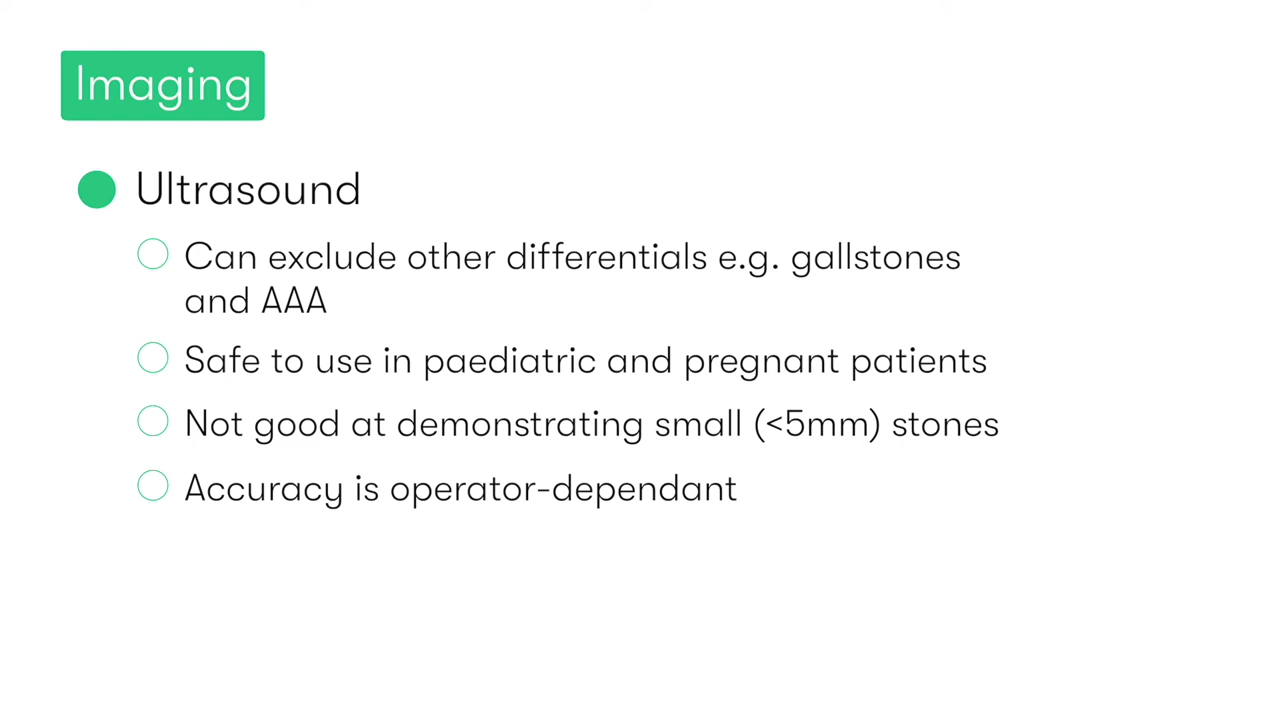 Imaging
Ultrasound
Can exclude other differentials e.g. gallstones
and AAA
Safe to use in paediatric and pregnant patients
Not good at demonstrating small (<5mm) stones
Accuracy is operator-dependant